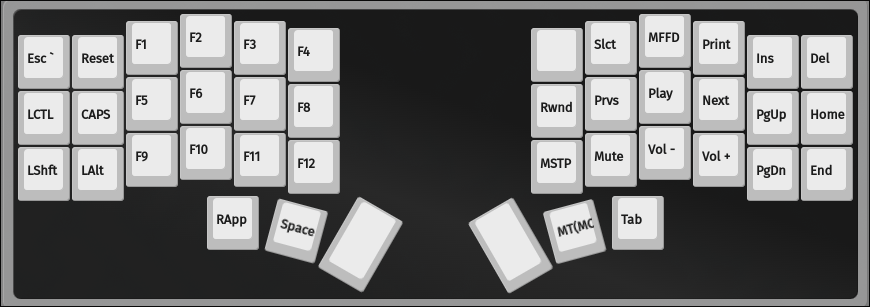 Esc ` Reset F1 F2 F3 F4 Slct MFFD Print Ins Del
LCTL CAPS F5 F6 F7 F8 Rwnd Prvs Play Next PgUp Home
LShft LAlt F9 F10 F11 F12 MSTP Mute Vol - Vol + PgDn End
RApp Space MT(MC Tab